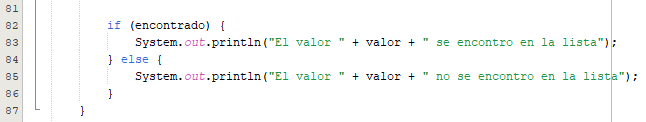 81
82 if (encontrado) {
83 System.out.println("El valor " + valor + " se encontro en la lista");
84 } else {
85 System.out.println("El valor " + valor + " no se encontro en la lista");
86 }
87 }